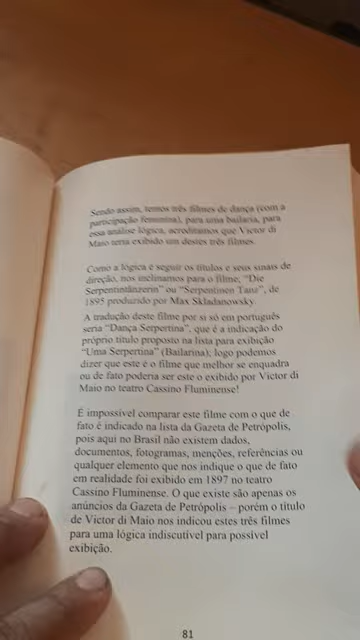 Sendo assim, temos três filmes de dança (com a
participação feminina), para uma bailaria, para
essa análise lógica, acreditamos que Victor di
Maio teria exibido um destes três filmes.
Como a lógica é seguir os títulos e seus sinais de
direção, nos inclinamos para o filme, "Die
Serpentintänzerin" ou "Serpentinen Tanz", de
1895 produzido por Max Skladanowsky.
A tradução deste filme por si só em português
seria "Dança Serpertina", que é a indicação do
próprio título proposto na lista para exibição
"Uma Serpertina" (Bailarina); logo podemos
dizer que este é o filme que melhor se enquadra
ou de fato poderia ser este o exibido por Victor di
Maio no teatro Cassino Fluminense!
É impossível comparar este filme com o que de
fato é indicado na lista da Gazeta de Petrópolis,
pois aqui no Brasil não existem dados,
documentos, fotogramas, menções, referências ou
qualquer elemento que nos indique o que de fato
em realidade foi exibido em 1897 no teatro
Cassino Fluminense. O que existe são apenas os
anúncios da Gazeta de Petrópolis – porém o título
de Victor di Maio nos indicou estes três filmes
para uma lógica indiscutível para possível
exibição.
81